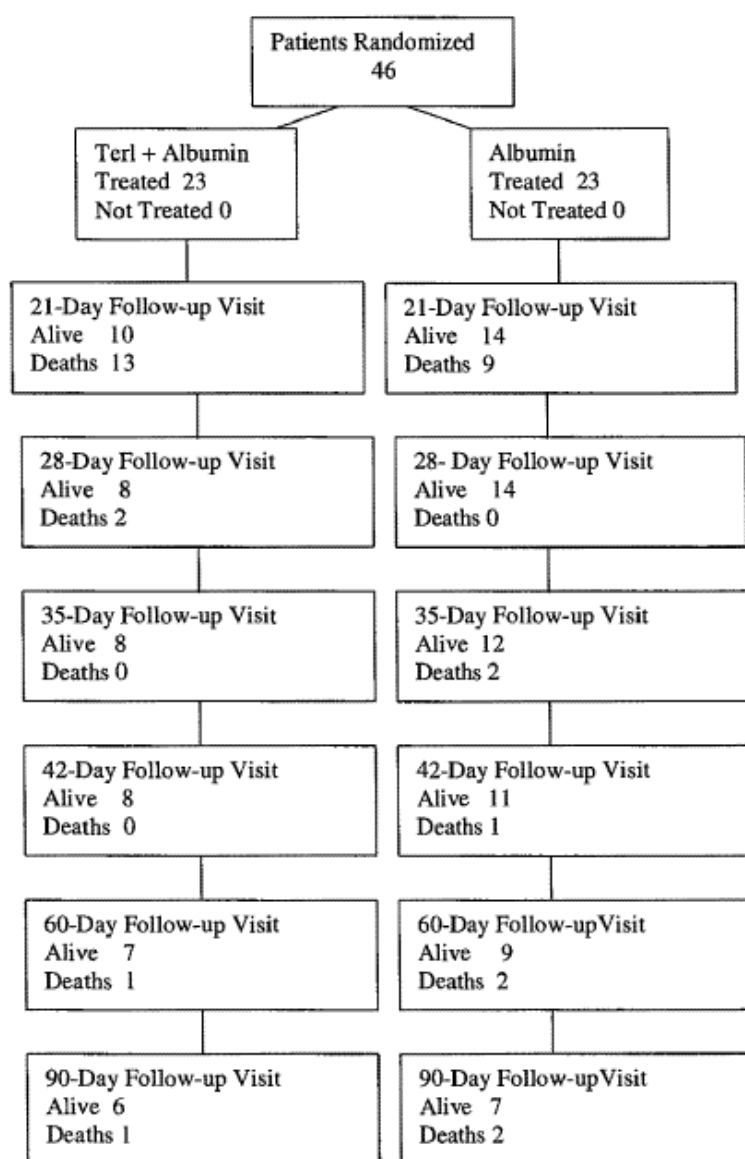 Patients Randomized
46
Terl + Albumin
Treated 23
Not Treated 0
Albumin
Treated 23
Not Treated 0
21-Day Follow-up Visit
Alive 10
Deaths 13
21-Day Follow-up Visit
Alive 14
Deaths 9
28-Day Follow-up Visit
Alive 8
Deaths 2
28- Day Follow-up Visit
Alive 14
Deaths 0
35-Day Follow-up Visit
Alive 8
Deaths 0
35-Day Follow-up Visit
Alive 12
Deaths 2
42-Day Follow-up Visit
Alive 8
Deaths 0
42-Day Follow-up Visit
Alive 11
Deaths 1
60-Day Follow-up Visit
Alive 7
Deaths 1
60-Day Follow-upVisit
Alive 9
Deaths 2
90-Day Follow-up Visit
Alive 6
Deaths 1
90-Day Follow-upVisit
Alive 7
Deaths 2